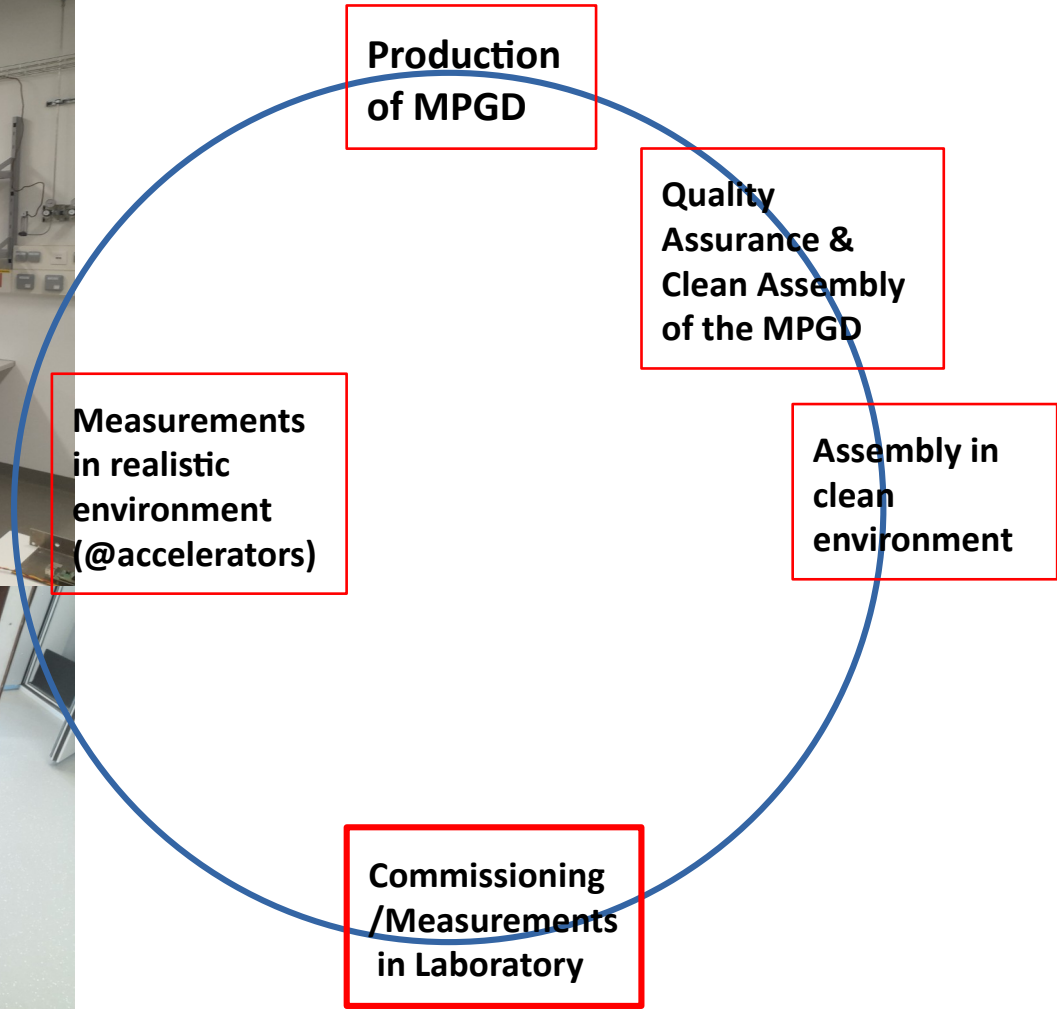 Production
of MPGD
Quality
Assurance &
Clean Assembly
of the MPGD
Measurements
in realistic
environment
(@accelerators)
Assembly in
clean
environment
Commissioning
/Measurements
in Laboratory